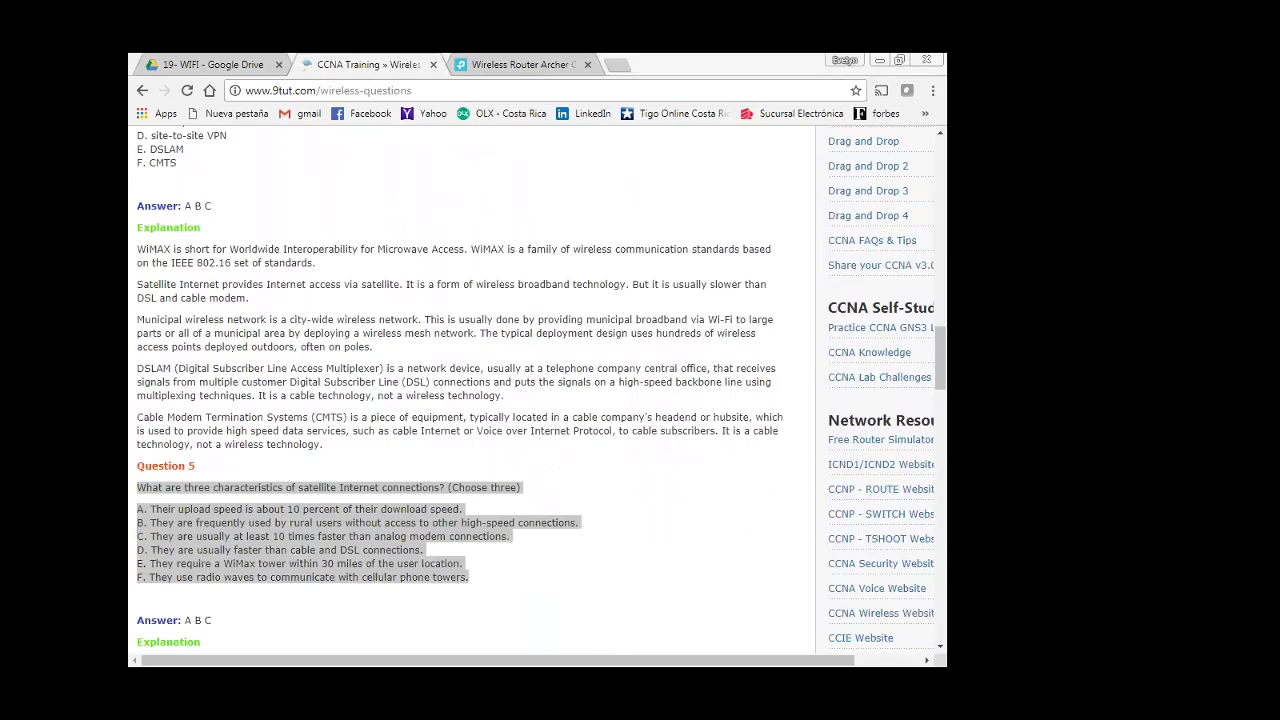 19- WIFI - Google Drive
CCNA Training » Wireles
Wireless Router Archer C
Evelyn
www.9tut.com/wireless-questions
Apps
Nueva pestaña
gmail
Facebook
Yahoo
OLX - Costa Rica
LinkedIn
Tigo Online Costa Ric
Sucursal Electrónica
forbes
»
D. site-to-site VPN
E. DSLAM
F. CMTS
Answer: A B C
Explanation
WiMAX is short for Worldwide Interoperability for Microwave Access. WiMAX is a family of wireless communication standards based
on the IEEE 802.16 set of standards.
Satellite Internet provides Internet access via satellite. It is a form of wireless broadband technology. But it is usually slower than
DSL and cable modem.
Municipal wireless network is a city-wide wireless network. This is usually done by providing municipal broadband via Wi-Fi to large
parts or all of a municipal area by deploying a wireless mesh network. The typical deployment design uses hundreds of wireless
access points deployed outdoors, often on poles.
DSLAM (Digital Subscriber Line Access Multiplexer) is a network device, usually at a telephone company central office, that receives
signals from multiple customer Digital Subscriber Line (DSL) connections and puts the signals on a high-speed backbone line using
multiplexing techniques. It is a cable technology, not a wireless technology.
Cable Modem Termination Systems (CMTS) is a piece of equipment, typically located in a cable company's headend or hubsite, which
is used to provide high speed data services, such as cable Internet or Voice over Internet Protocol, to cable subscribers. It is a cable
technology, not a wireless technology.
Question 5
What are three characteristics of satellite Internet connections? (Choose three)
A. Their upload speed is about 10 percent of their download speed.
B. They are frequently used by rural users without access to other high-speed connections.
C. They are usually at least 10 times faster than analog modem connections.
D. They are usually faster than cable and DSL connections.
E. They require a WiMax tower within 30 miles of the user location.
F. They use radio waves to communicate with cellular phone towers.
Answer: A B C
Explanation
Drag and Drop
Drag and Drop 2
Drag and Drop 3
Drag and Drop 4
CCNA FAQs & Tips
Share your CCNA v3.0
CCNA Self-Stud
Practice CCNA GNS3 L
CCNA Knowledge
CCNA Lab Challenges
Network Resou
Free Router Simulator
ICND1/ICND2 Website
CCNP - ROUTE Websit
CCNP - SWITCH Webs
CCNP - TSHOOT Webs
CCNA Security Websit
CCNA Voice Website
CCNA Wireless Websit
CCIE Website